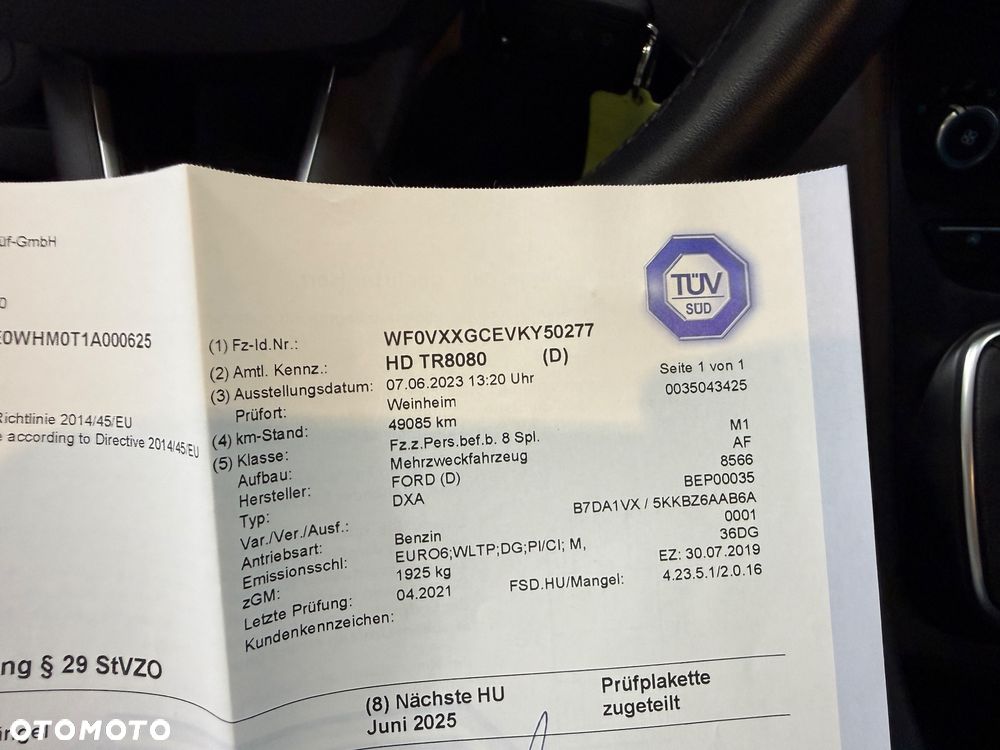 üf-GmbH
0
E0WHM0T1A000625
Richtlinie 2014/45/EU
e according to Directive 2014/45/EU
ng § 29 StVZO
ängel
TÜV
SÜD
(1) Fz-Id.Nr.: WF0VXXGCEVKY50277
(2) Amtl. Kennz.: HD TR8080 (D)
Seite 1 von 1
(3) Ausstellungsdatum: 07.06.2023 13:20 Uhr 0035043425
Prüfort: Weinheim
(4) km-Stand: 49085 km
(5) Klasse: Fz.z.Pers.bef.b. 8 Spl. M1
Aufbau: Mehrzweckfahrzeug AF
Hersteller: FORD (D) 8566
Typ: DXA BEP00035
Var./Ver./Ausf.: B7DA1VX / 5KKBZ6AAB6A
Antriebsart: Benzin 0001
Emissionsschl: EURO6;WLTP;DG;PI/CI; M, 36DG
zGM: 1925 kg EZ: 30.07.2019
Letzte Prüfung: 04.2021 FSD.HU/Mangel: 4.23.5.1/2.0.16
Kundenkennzeichen:
(8) Nächste HU Prüfplakette
Juni 2025 zugeteilt
OTOMOTO